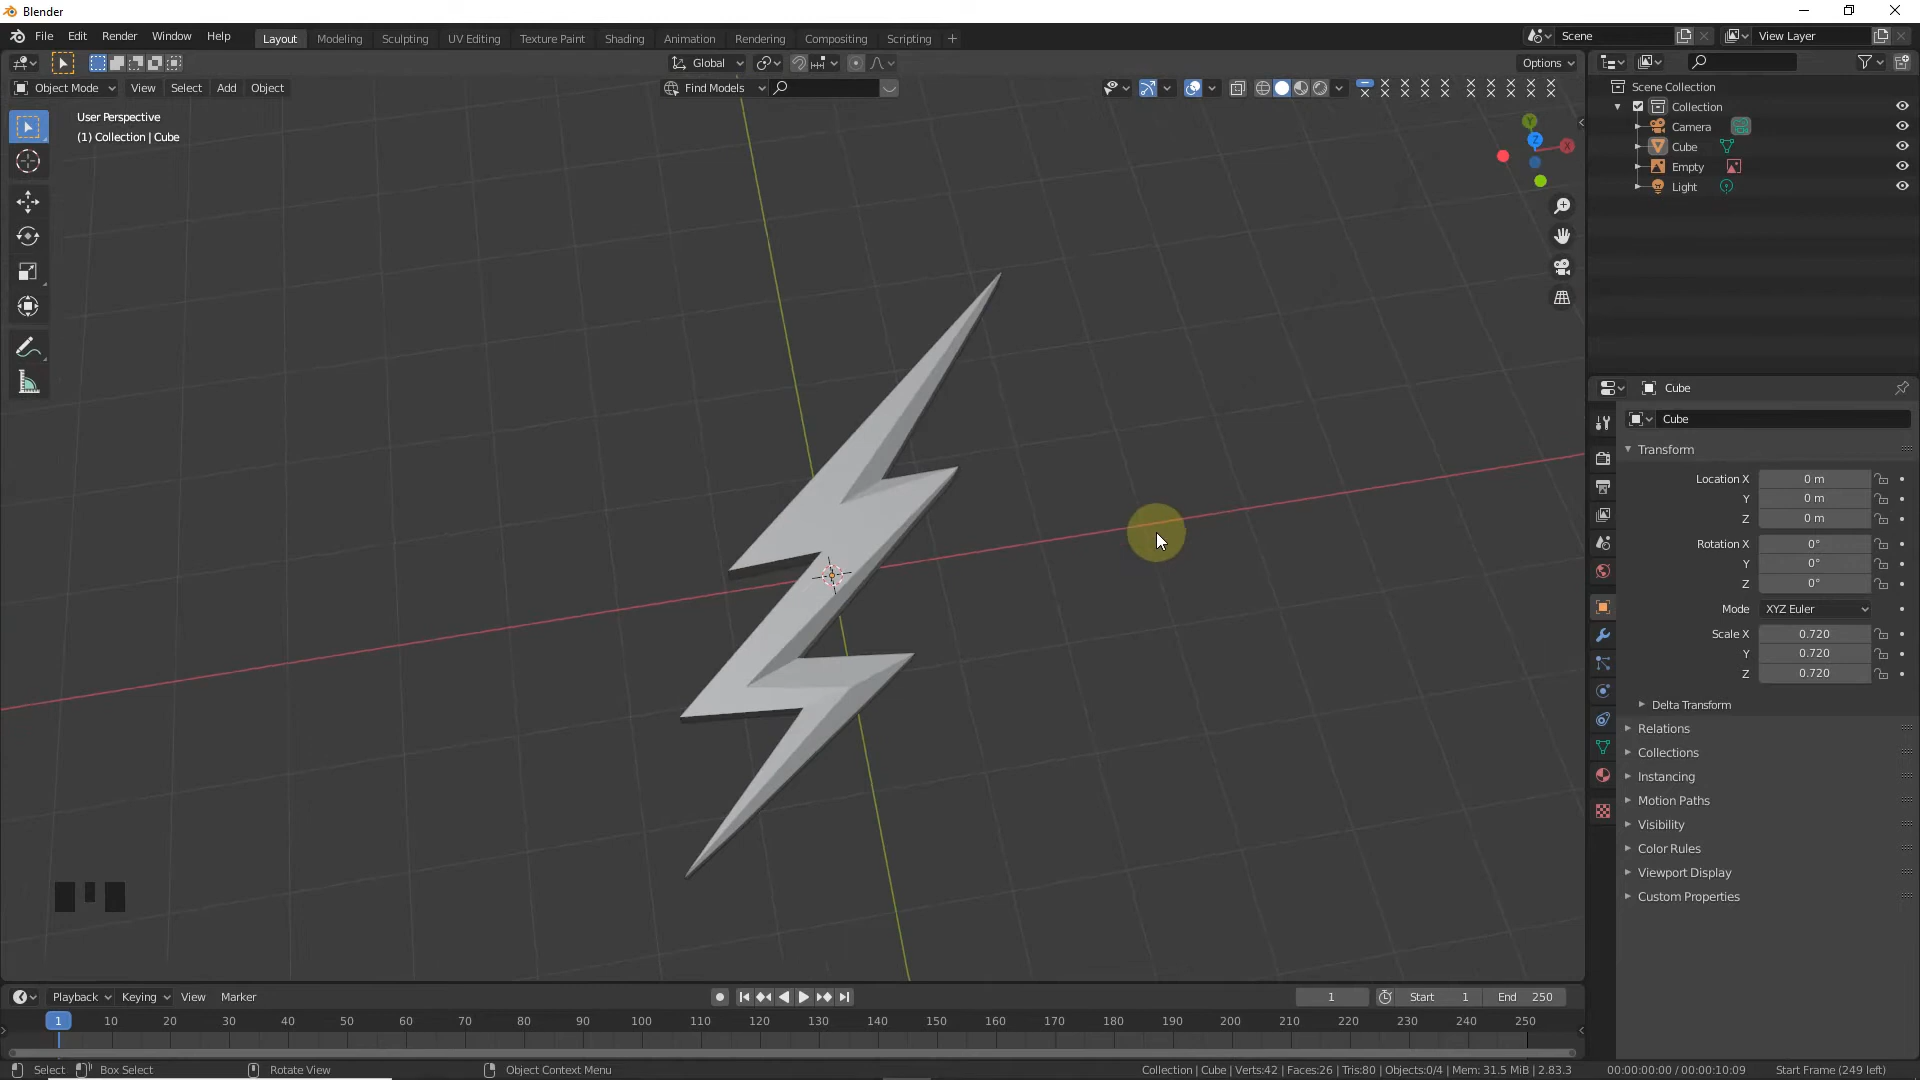 Blender
File Edit Render Window Help
Layout Modeling Sculpting UV Editing Texture Paint Shading Animation Rendering Compositing Scripting +
Scene
View Layer
Global
Options
Object Mode View Select Add Object
Find Models
User Perspective
(1) Collection | Cube
Y
Z
X
Scene Collection
Collection
Camera
Cube
Empty
Light
Cube
Cube
Transform
Location X 0 m
Y 0 m
Z 0 m
Rotation X 0°
Y 0°
Z 0°
Mode XYZ Euler
Scale X 0.720
Y 0.720
Z 0.720
Delta Transform
Relations
Collections
Instancing
Motion Paths
Visibility
Color Rules
Viewport Display
Custom Properties
Playback Keying View Marker
1 Start 1 End 250
1 10 20 30 40 50 60 70 80 90 100 110 120 130 140 150 160 170 180 190 200 210 220 230 240 250
Select Box Select Rotate View Object Context Menu
Collection | Cube | Verts:42 | Faces:26 | Tris:80 | Objects:0/4 | Mem: 31.5 MiB | 2.83.3
00:00:00:00 / 00:00:10:09 Start Frame (249 left)